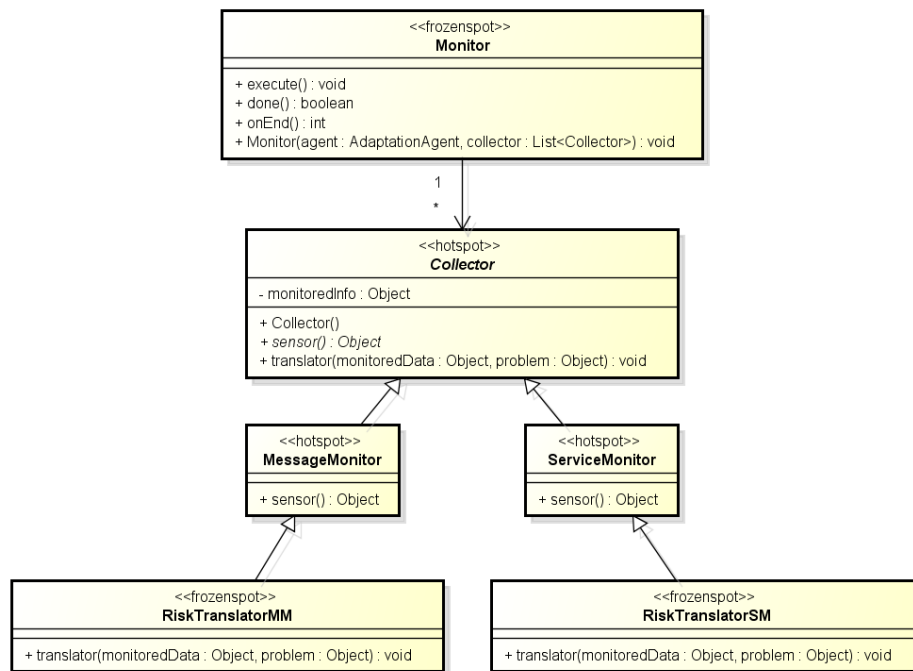 <<frozenspot>>
Monitor
+ execute() : void
+ done() : boolean
+ onEnd() : int
+ Monitor(agent : AdaptationAgent, collector : List<Collector>) : void
1
*
<<hotspot>>
Collector
- monitoredInfo : Object
+ Collector()
+ sensor() : Object
+ translator(monitoredData : Object, problem : Object) : void
<<hotspot>>
MessageMonitor
+ sensor() : Object
<<hotspot>>
ServiceMonitor
+ sensor() : Object
<<frozenspot>>
RiskTranslatorMM
+ translator(monitoredData : Object, problem : Object) : void
<<frozenspot>>
RiskTranslatorSM
+ translator(monitoredData : Object, problem : Object) : void